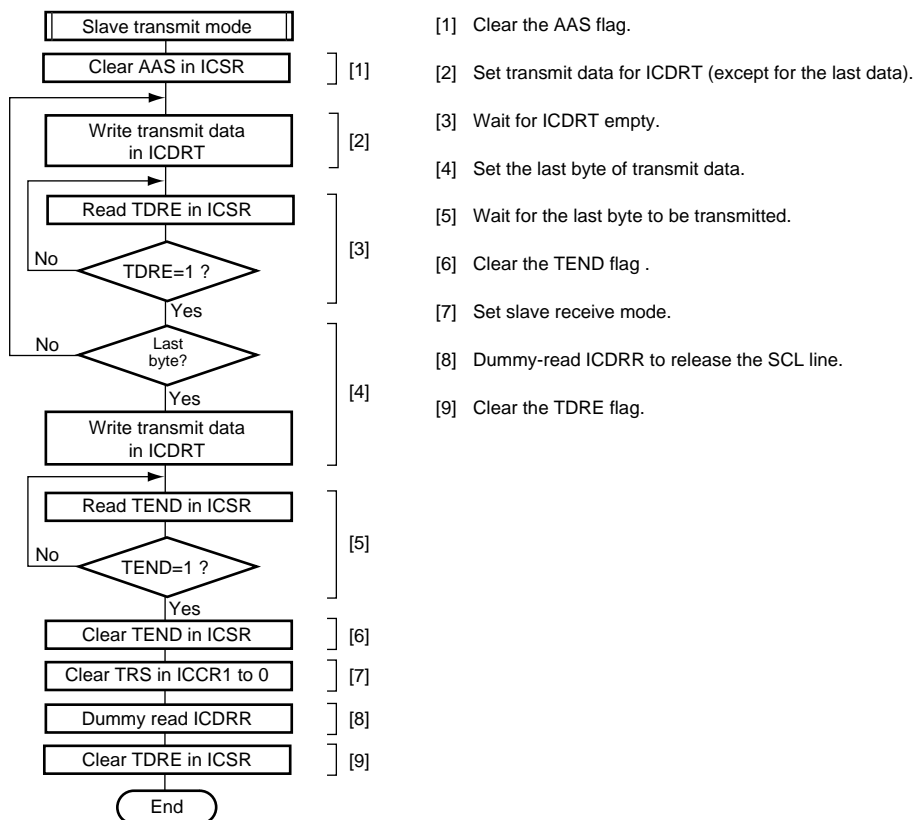 Slave transmit mode
Clear AAS in ICSR
[1]
Write transmit data
in ICDRT
[2]
Read TDRE in ICSR
No
TDRE=1 ?
[3]
Yes
No
Last
byte?
[4]
Yes
Write transmit data
in ICDRT
Read TEND in ICSR
No
TEND=1 ?
[5]
Yes
Clear TEND in ICSR
[6]
Clear TRS in ICCR1 to 0
[7]
Dummy read ICDRR
[8]
Clear TDRE in ICSR
[9]
End
[1] Clear the AAS flag.
[2] Set transmit data for ICDRT (except for the last data).
[3] Wait for ICDRT empty.
[4] Set the last byte of transmit data.
[5] Wait for the last byte to be transmitted.
[6] Clear the TEND flag .
[7] Set slave receive mode.
[8] Dummy-read ICDRR to release the SCL line.
[9] Clear the TDRE flag.